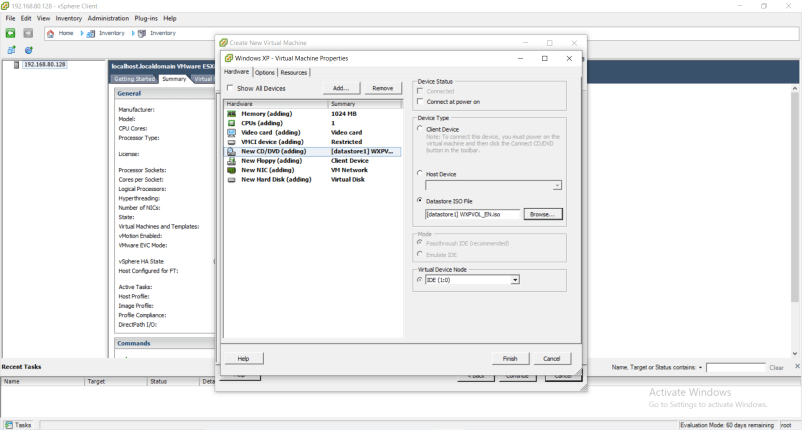 192.168.80.128 - vSphere Client
File Edit View Inventory Administration Plug-ins Help
Home Inventory Inventory
192.168.80.128
localhost.localdomain VMware ESX
Getting Started Summary Virtual
General
Manufacturer:
Model:
CPU Cores:
Processor Type:
License:
Processor Sockets:
Cores per Socket:
Logical Processors:
Hyperthreading:
Number of NICs:
State:
Virtual Machines and Templates:
vMotion Enabled:
VMware EVC Mode:
vSphere HA State
Host Configured for FT:
Active Tasks:
Host Profile:
Image Profile:
Profile Compliance:
DirectPath I/O:
Commands
Create New Virtual Machine
Windows XP - Virtual Machine Properties
Hardware Options Resources
Show All Devices Add... Remove
Hardware Summary
Memory (adding) 1024 MB
CPUs (adding) 1
Video card (adding) Video card
VMCI device (adding) Restricted
New CD/DVD (adding) [datastore1] WXPV...
New Floppy (adding) Client Device
New NIC (adding) VM Network
New Hard Disk (adding) Virtual Disk
Device Status
Connected
Connect at power on
Device Type
Client Device
Note: To connect this device, you must power on the
virtual machine and then click the Connect CD/DVD
button in the toolbar.
Host Device
Datastore ISO File
[datastore1] WXPVOL_EN.iso Browse...
Mode
Passthrough IDE (recommended)
Emulate IDE
Virtual Device Node
IDE (1:0)
Help Finish Cancel
Help < Back Continue Cancel
Recent Tasks Name, Target or Status contains: Clear
Name Target Status Deta
Activate Windows
Go to Settings to activate Windows.
Tasks Evaluation Mode: 60 days remaining root